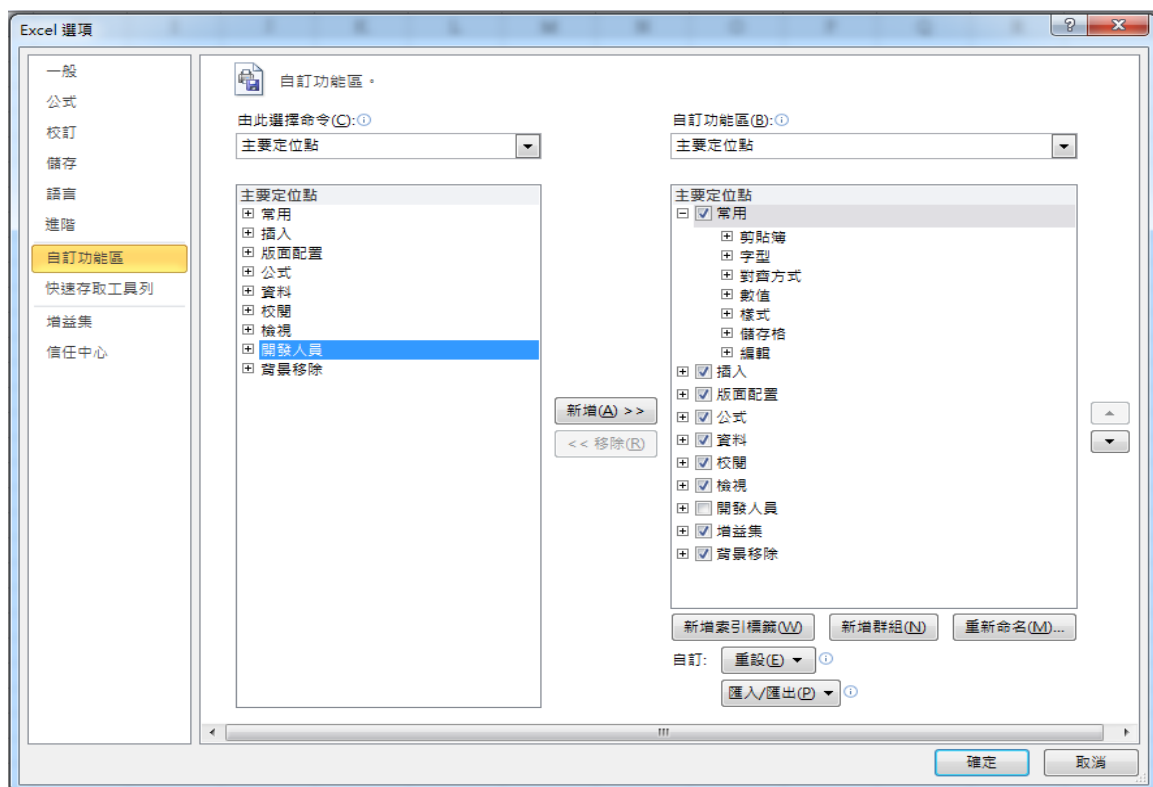 Excel 選項
一般
公式
校訂
儲存
語言
進階
自訂功能區
快速存取工具列
增益集
信任中心
自訂功能區。
由此選擇命令(C):
主要定位點
主要定位點
常用
插入
版面配置
公式
資料
校閱
檢視
開發人員
背景移除
新增(A) >>
<< 移除(R)
自訂功能區(B):
主要定位點
主要定位點
常用
剪貼簿
字型
對齊方式
數值
樣式
儲存格
編輯
插入
版面配置
公式
資料
校閱
檢視
開發人員
增益集
背景移除
新增索引標籤(W)
新增群組(N)
重新命名(M)...
自訂:
重設(E)
匯入/匯出(P)
確定
取消